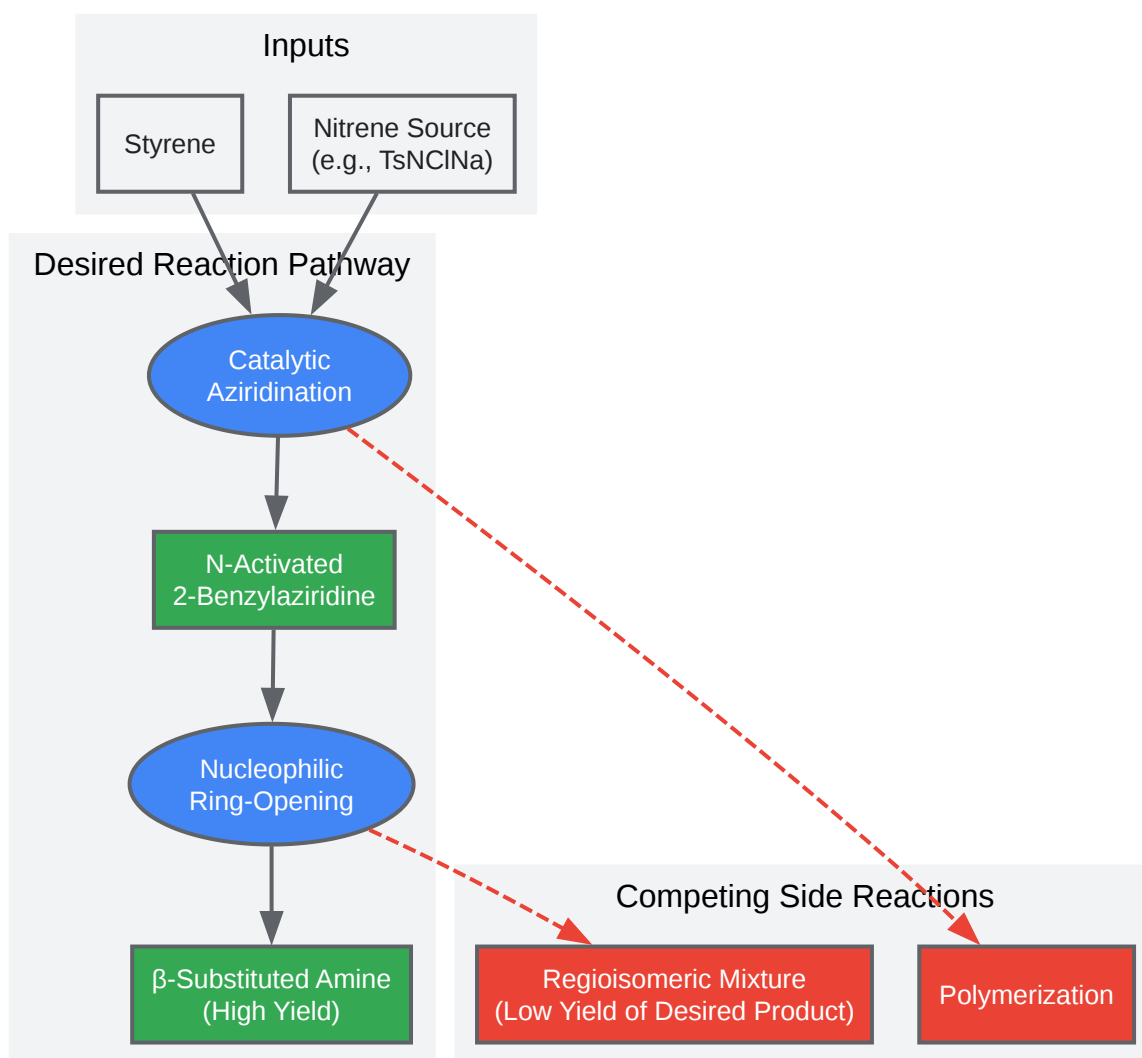 Inputs
Styrene
Nitrene Source
(e.g., TsNClNa)
Desired Reaction Pathway
Catalytic
Aziridination
N-Activated
2-Benzylaziridine
Nucleophilic
Ring-Opening
Competing Side Reactions
β-Substituted Amine
(High Yield)
Regioisomeric Mixture
(Low Yield of Desired Product)
Polymerization